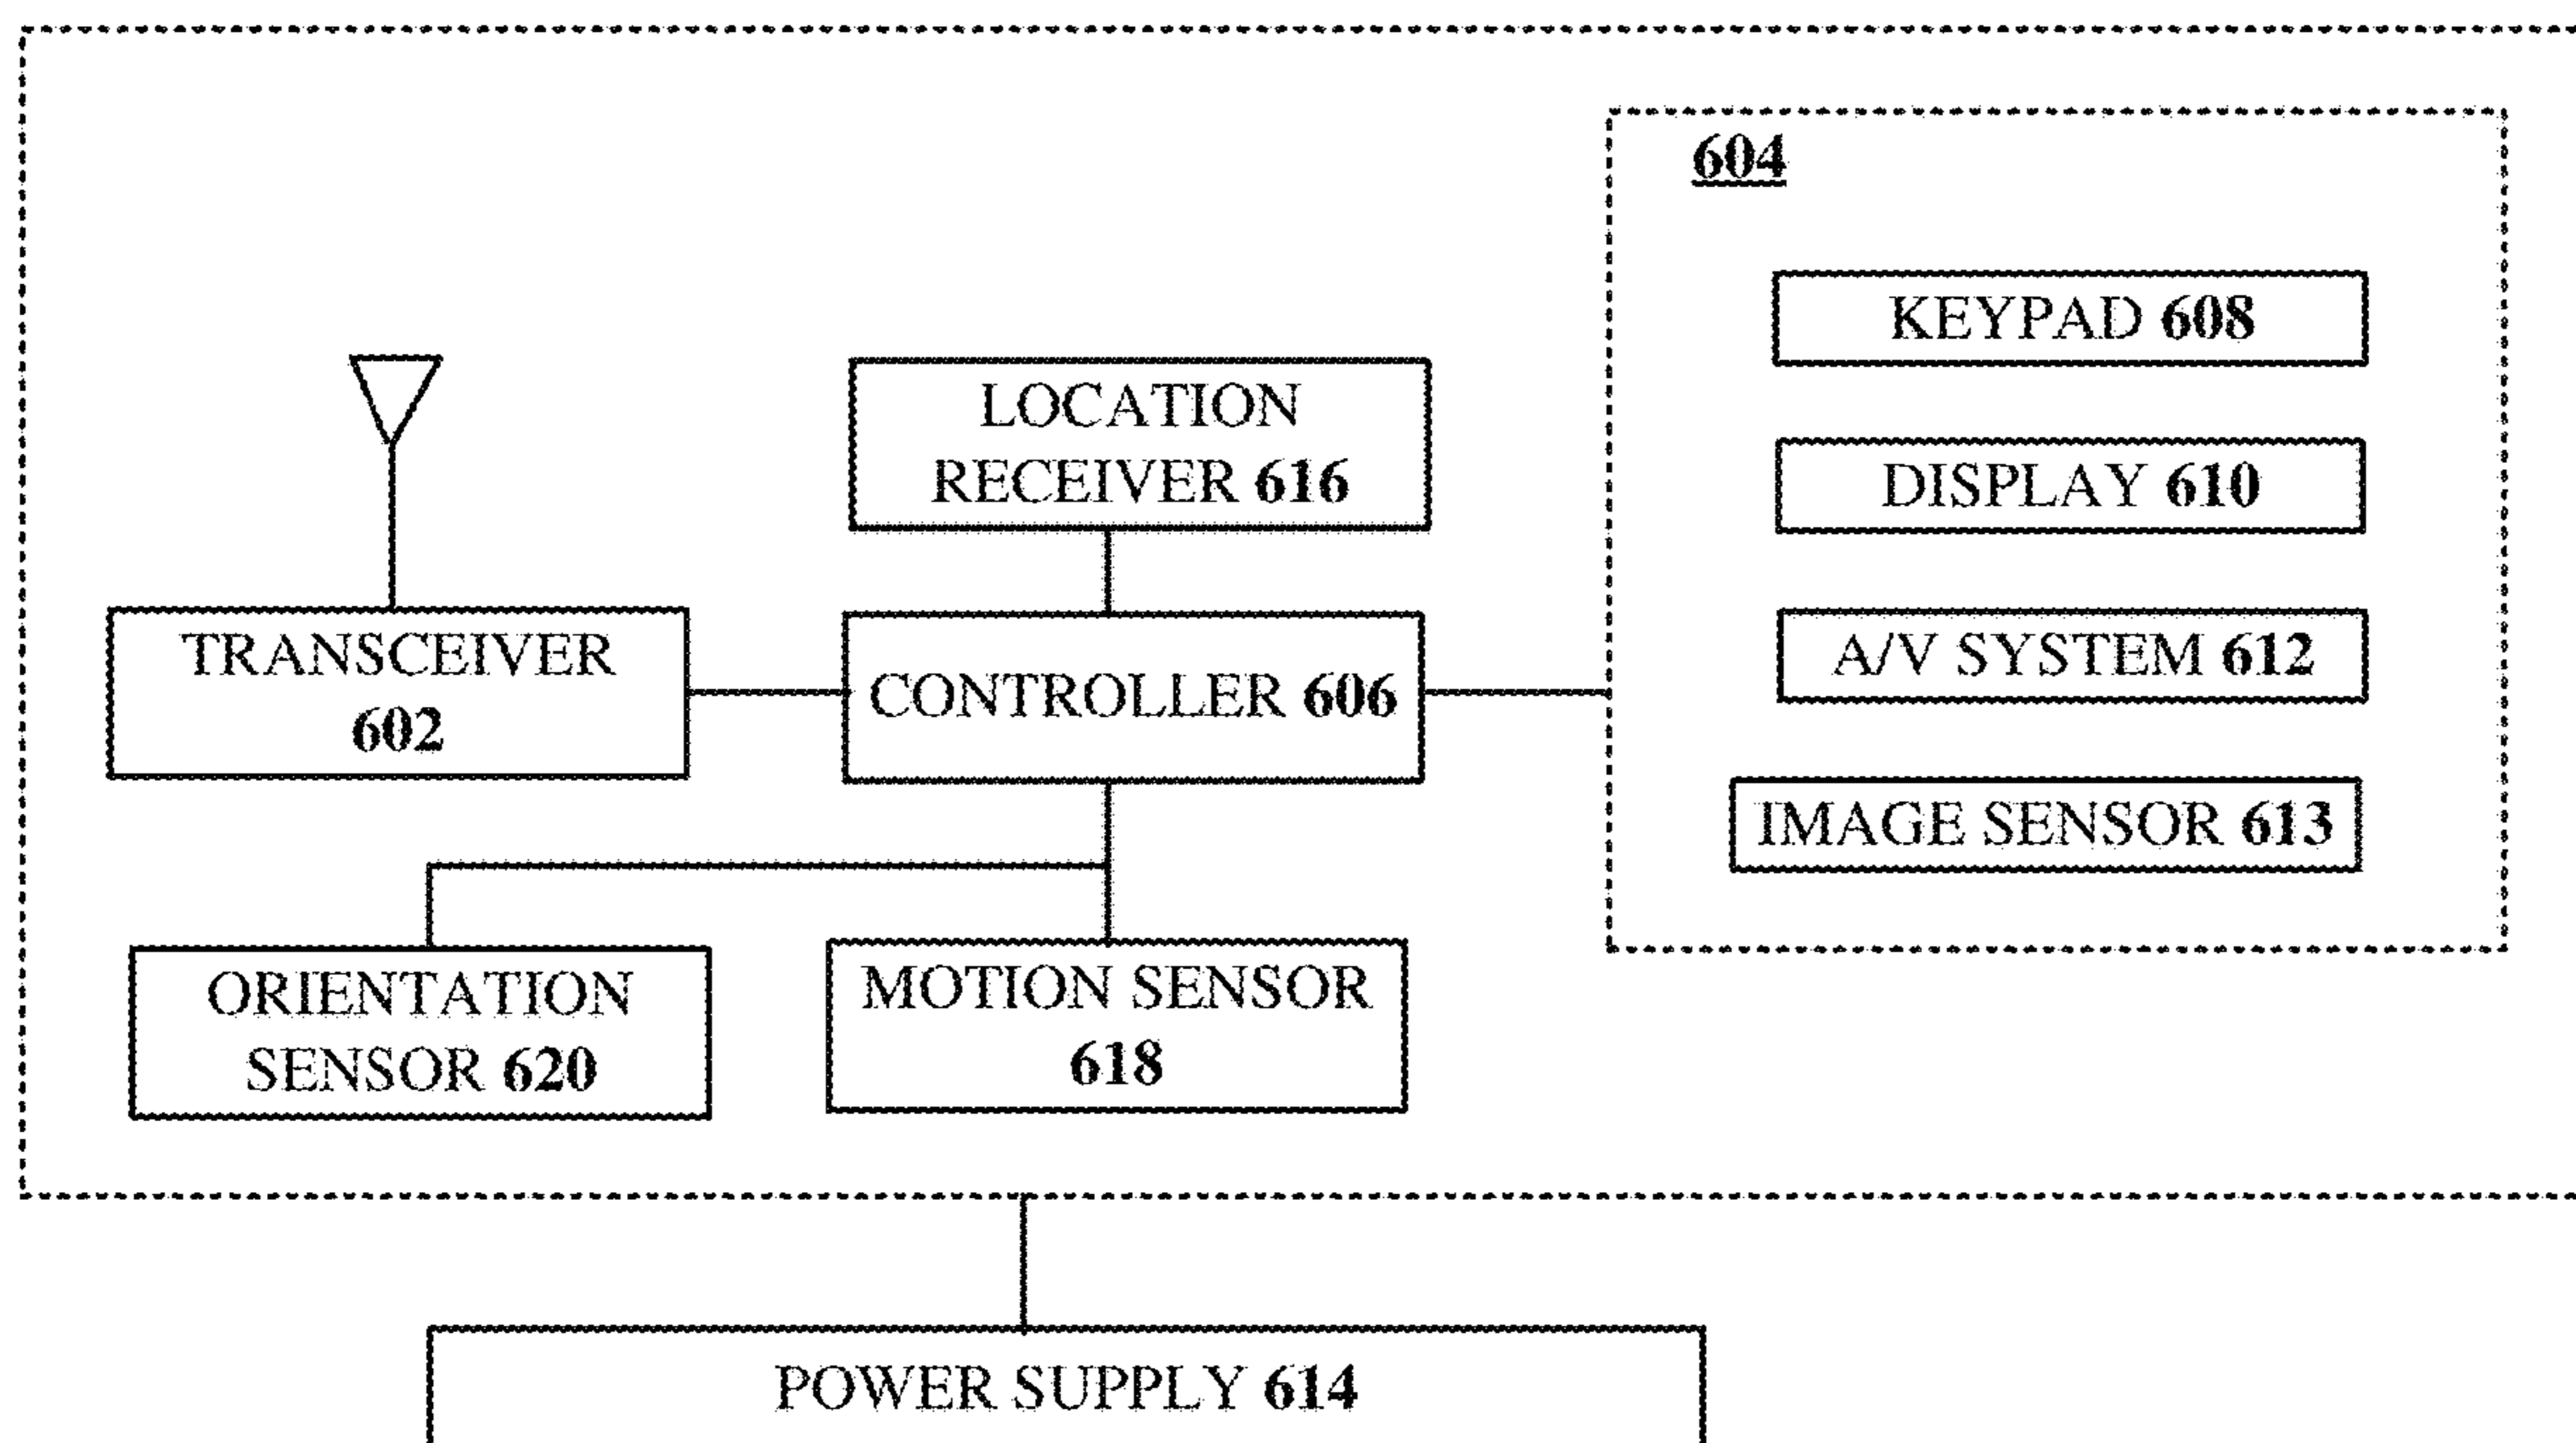 604
KEYPAD 608
LOCATION
RECEIVER 616
DISPLAY 610
TRANSCEIVER
602
CONTROLLER 606
A/V SYSTEM 612
IMAGE SENSOR 613
ORIENTATION
SENSOR 620
MOTION SENSOR
618
POWER SUPPLY 614